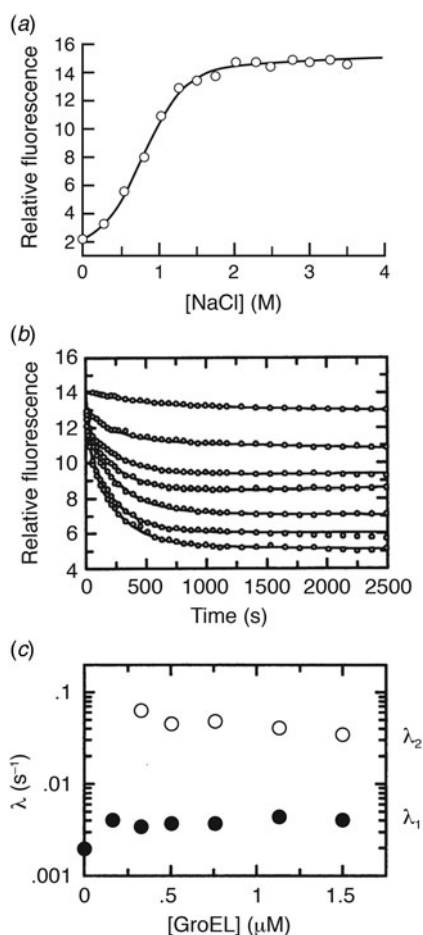 (a)
Relative fluorescence
16
14
12
10
8
6
4
2
0 1 2 3 4
[NaCl] (M)
(b)
Relative fluorescence
16
14
12
10
8
6
4
0 500 1000 1500 2000 2500
Time (s)
(c)
λ (s⁻¹)
.1
.01
.001
λ₂
λ₁
0 .5 1 1.5
[GroEL] (μM)